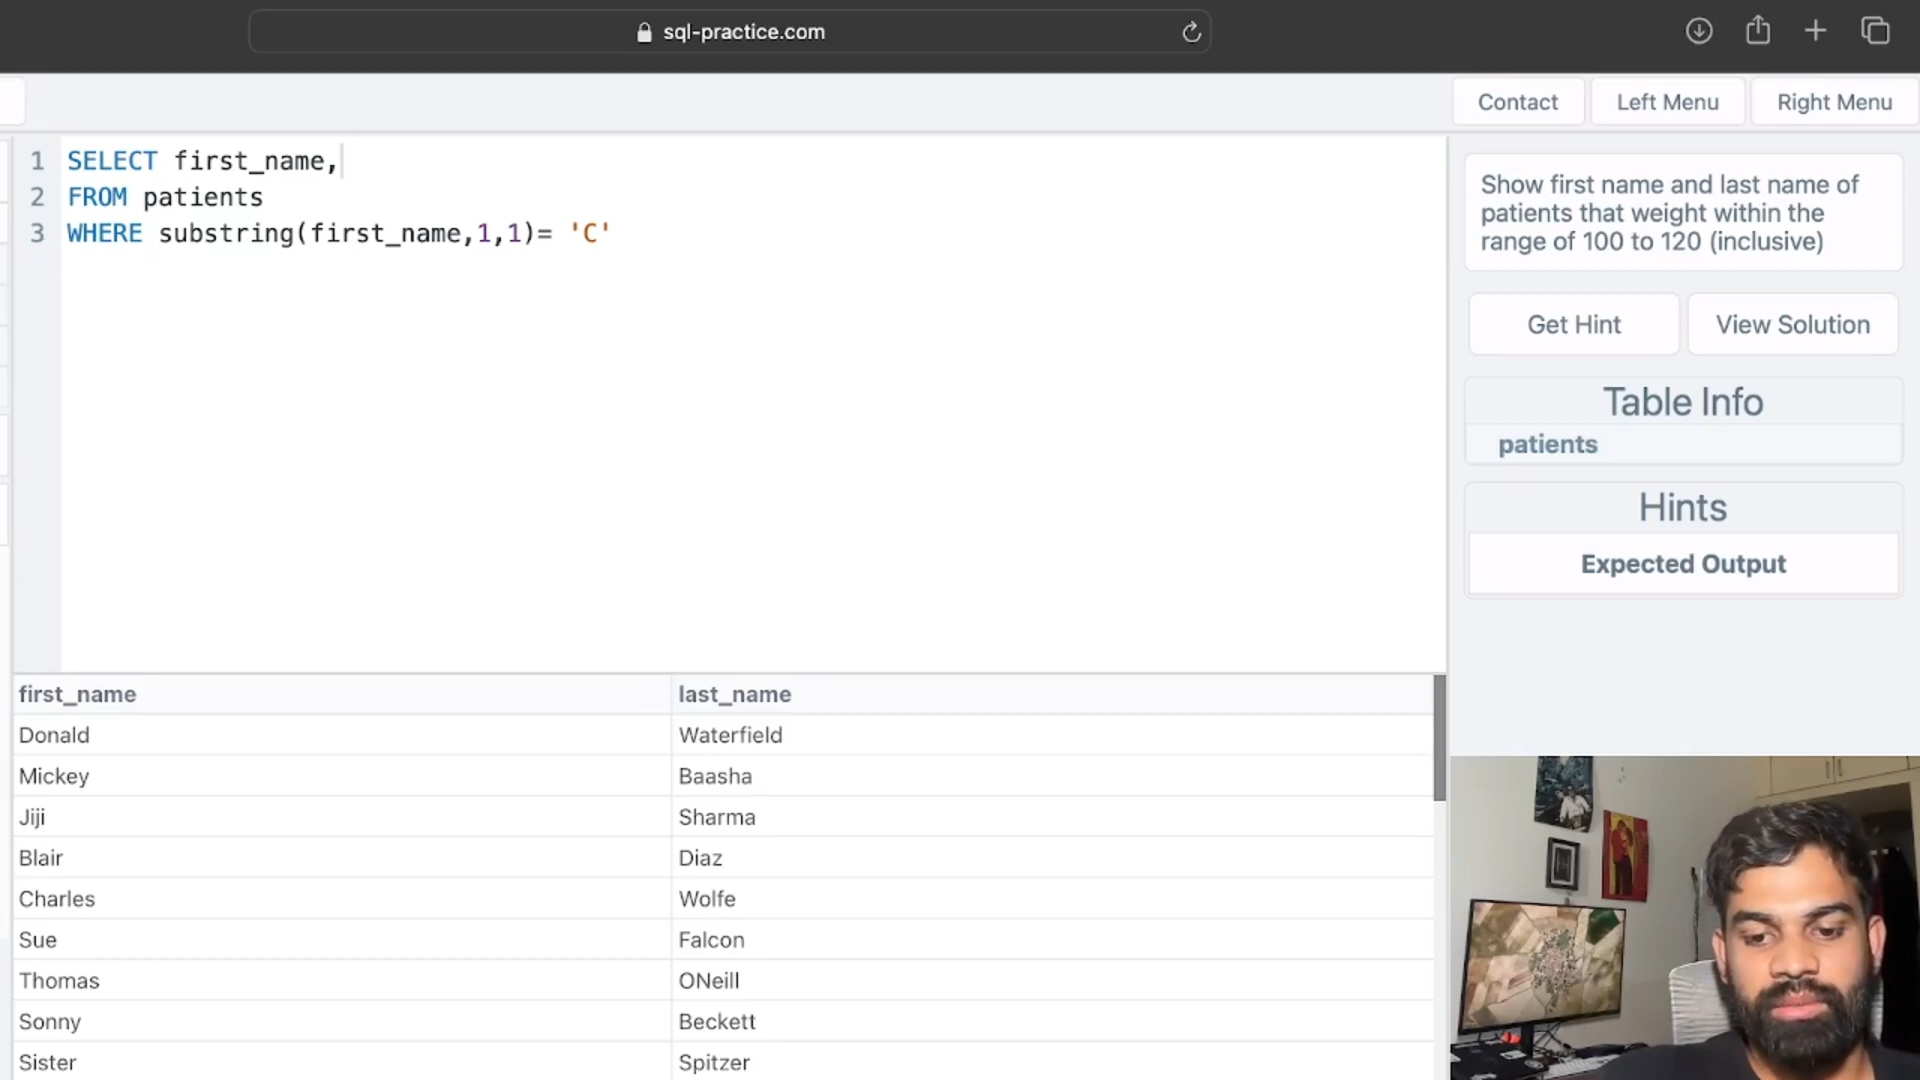 sql-practice.com
Contact
Left Menu
Right Menu
1 SELECT first_name,
2 FROM patients
3 WHERE substring(first_name,1,1)= 'C'
Show first name and last name of
patients that weight within the
range of 100 to 120 (inclusive)
Get Hint
View Solution
Table Info
patients
Hints
Expected Output
first_name last_name
Donald Waterfield
Mickey Baasha
Jiji Sharma
Blair Diaz
Charles Wolfe
Sue Falcon
Thomas ONeill
Sonny Beckett
Sister Spitzer